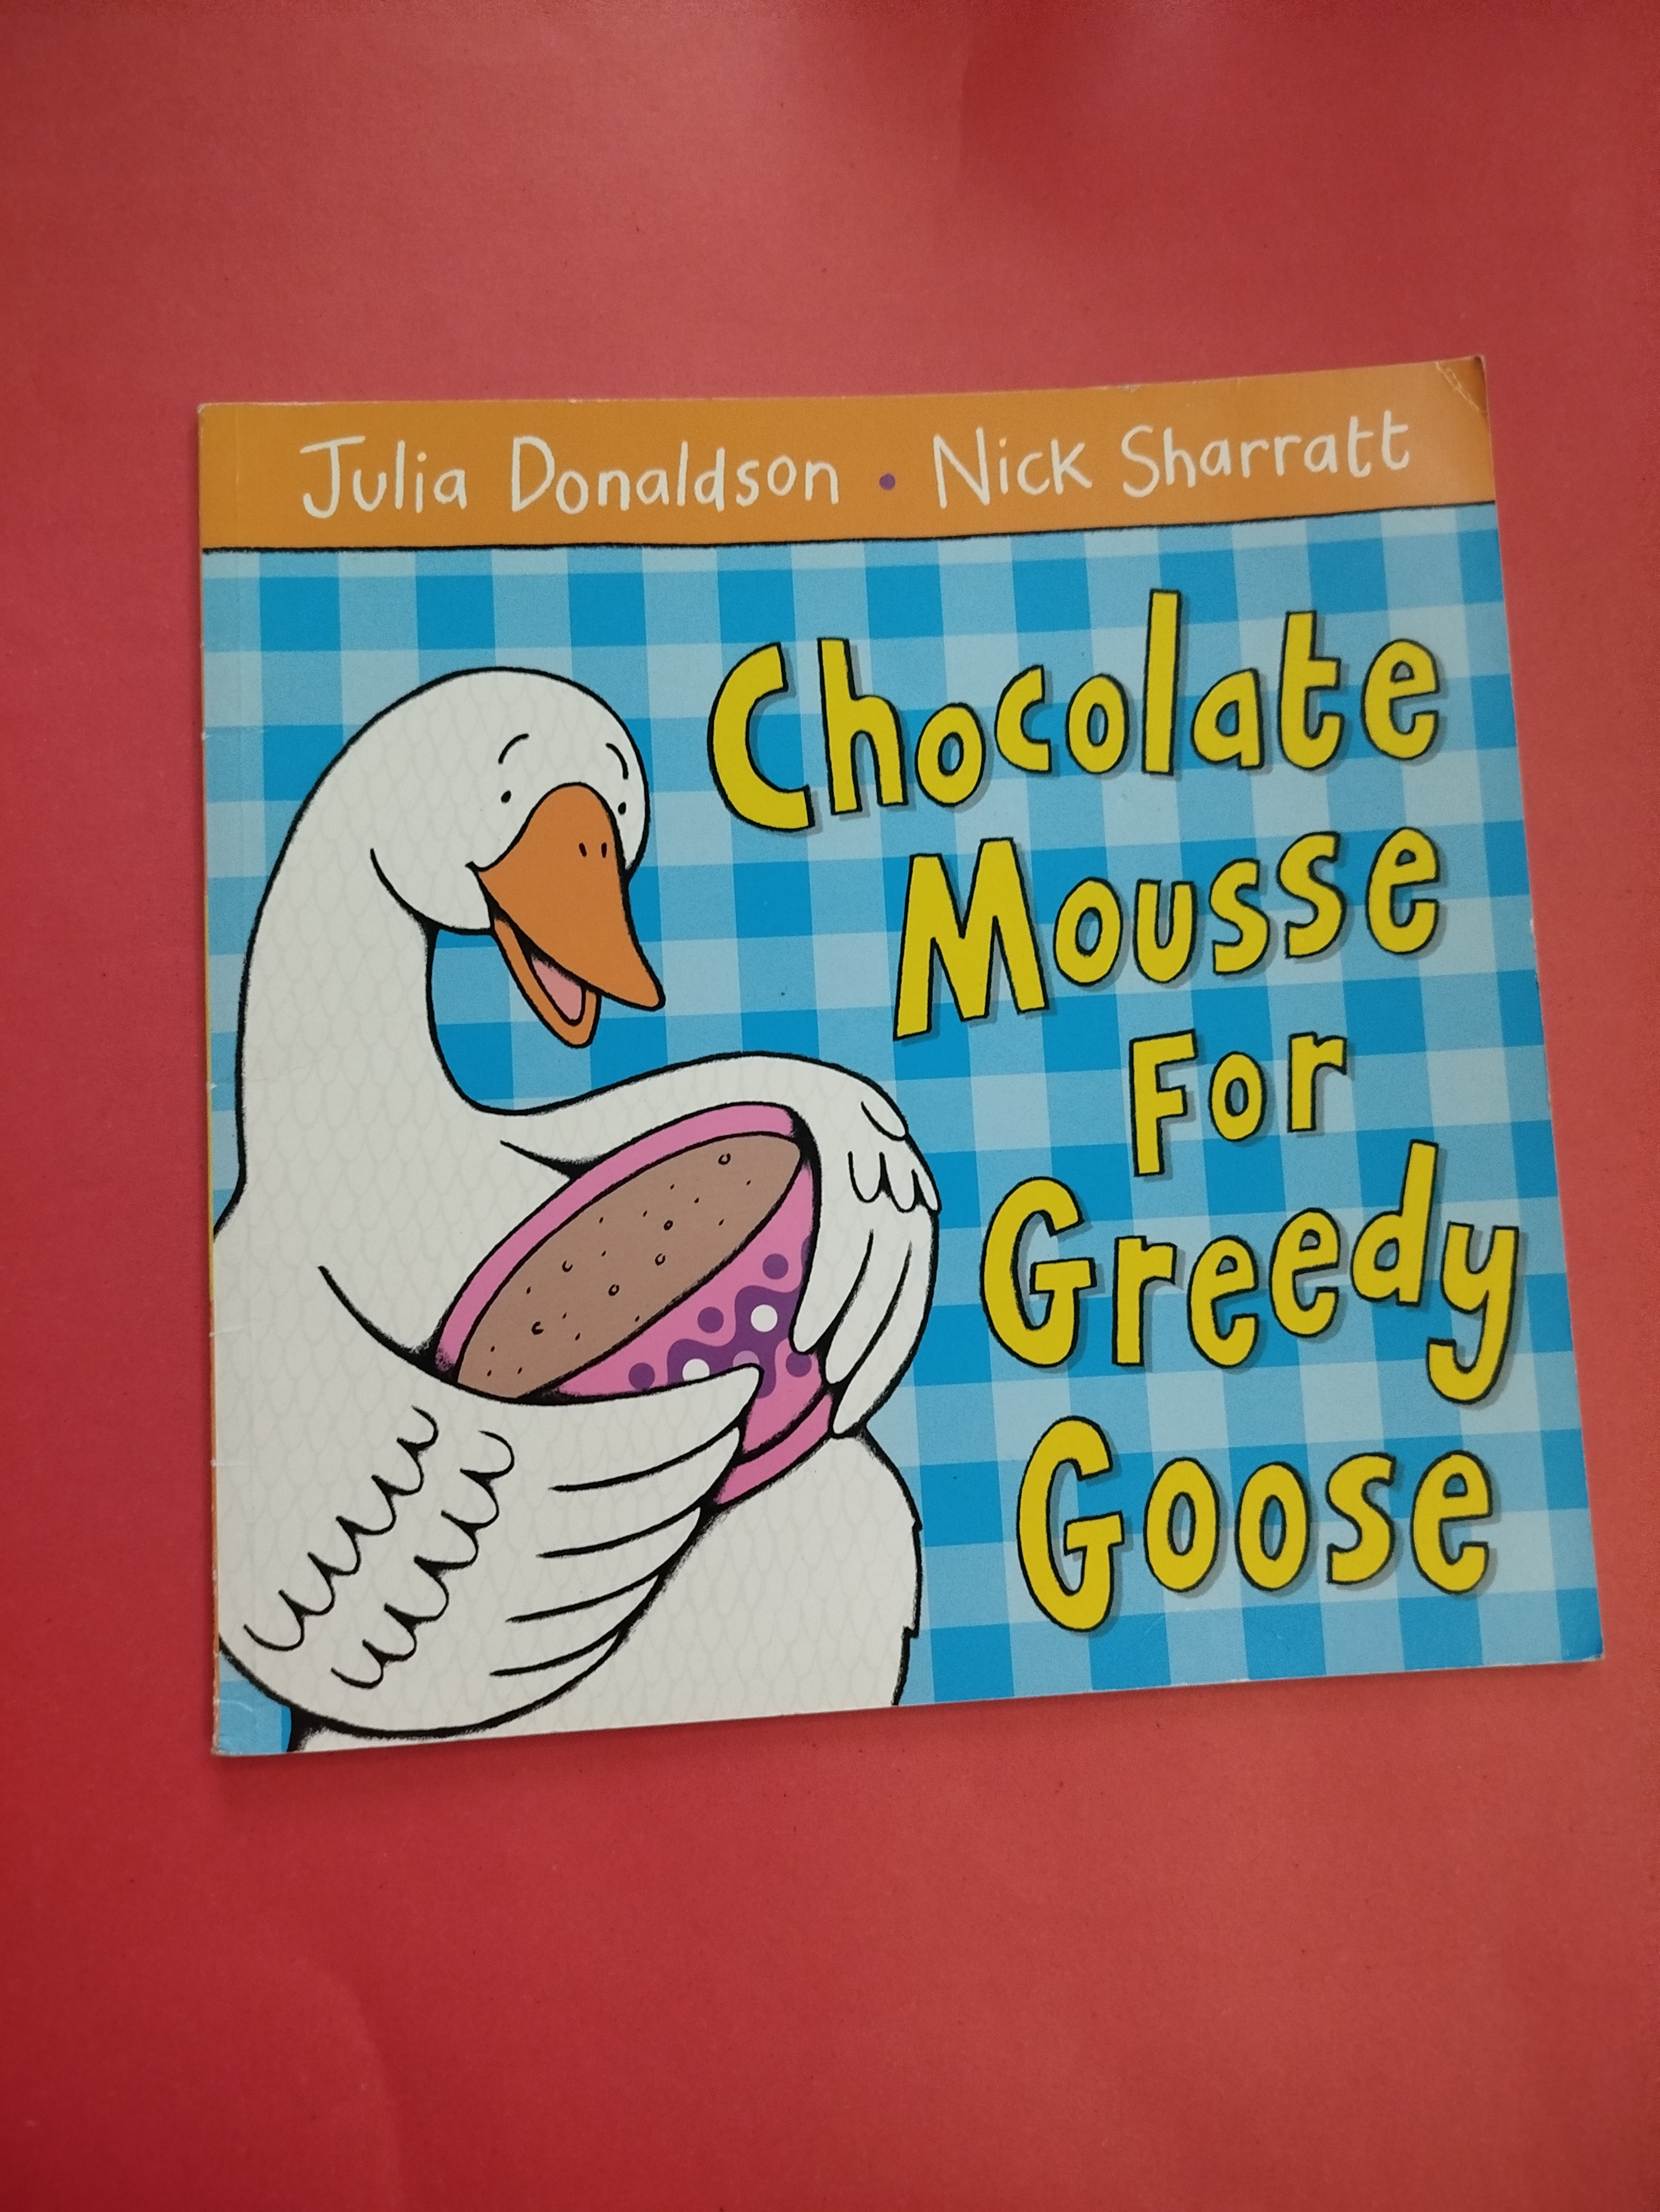 Julia Donaldson • Nick Sharratt
Chocolate
Mousse
For
Greedy
Goose